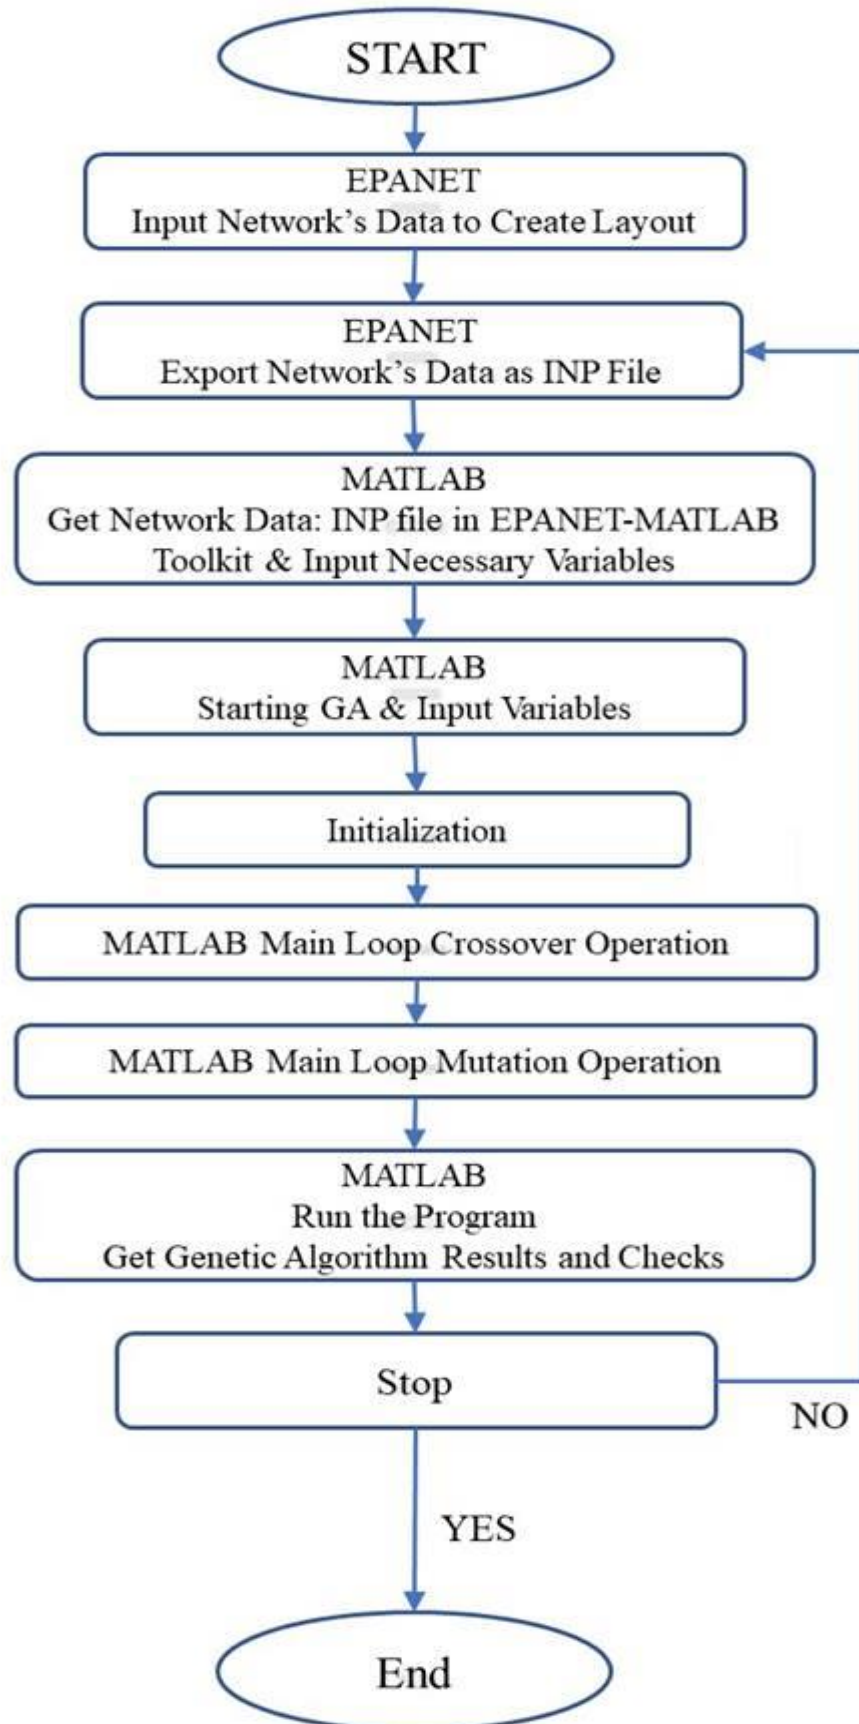 START
EPANET
Input Network's Data to Create Layout
EPANET
Export Network's Data as INP File
MATLAB
Get Network Data: INP file in EPANET-MATLAB
Toolkit & Input Necessary Variables
MATLAB
Starting GA & Input Variables
Initialization
MATLAB Main Loop Crossover Operation
MATLAB Main Loop Mutation Operation
MATLAB
Run the Program
Get Genetic Algorithm Results and Checks
Stop
NO
YES
End